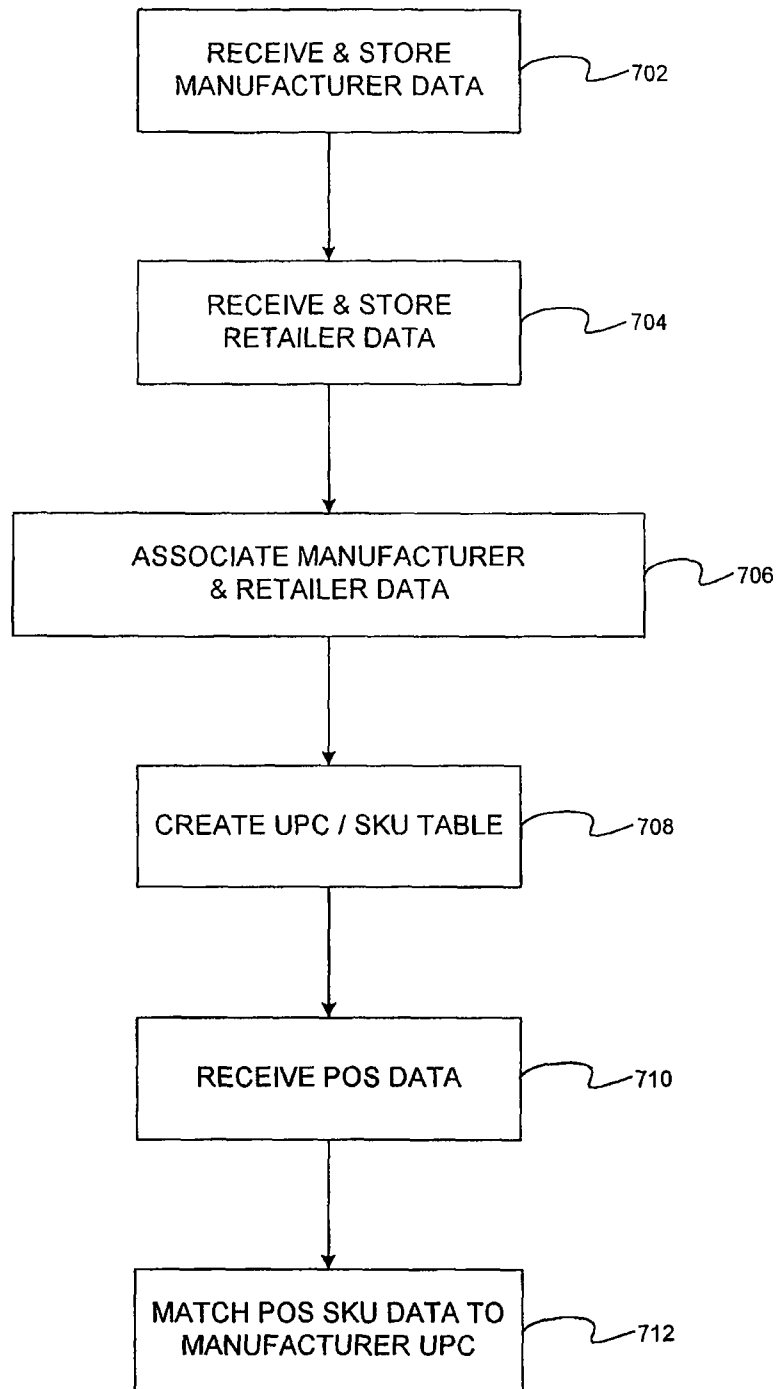 RECEIVE & STORE
MANUFACTURER DATA
702
RECEIVE & STORE
RETAILER DATA
704
ASSOCIATE MANUFACTURER
& RETAILER DATA
706
CREATE UPC / SKU TABLE
708
RECEIVE POS DATA
710
MATCH POS SKU DATA TO
MANUFACTURER UPC
712